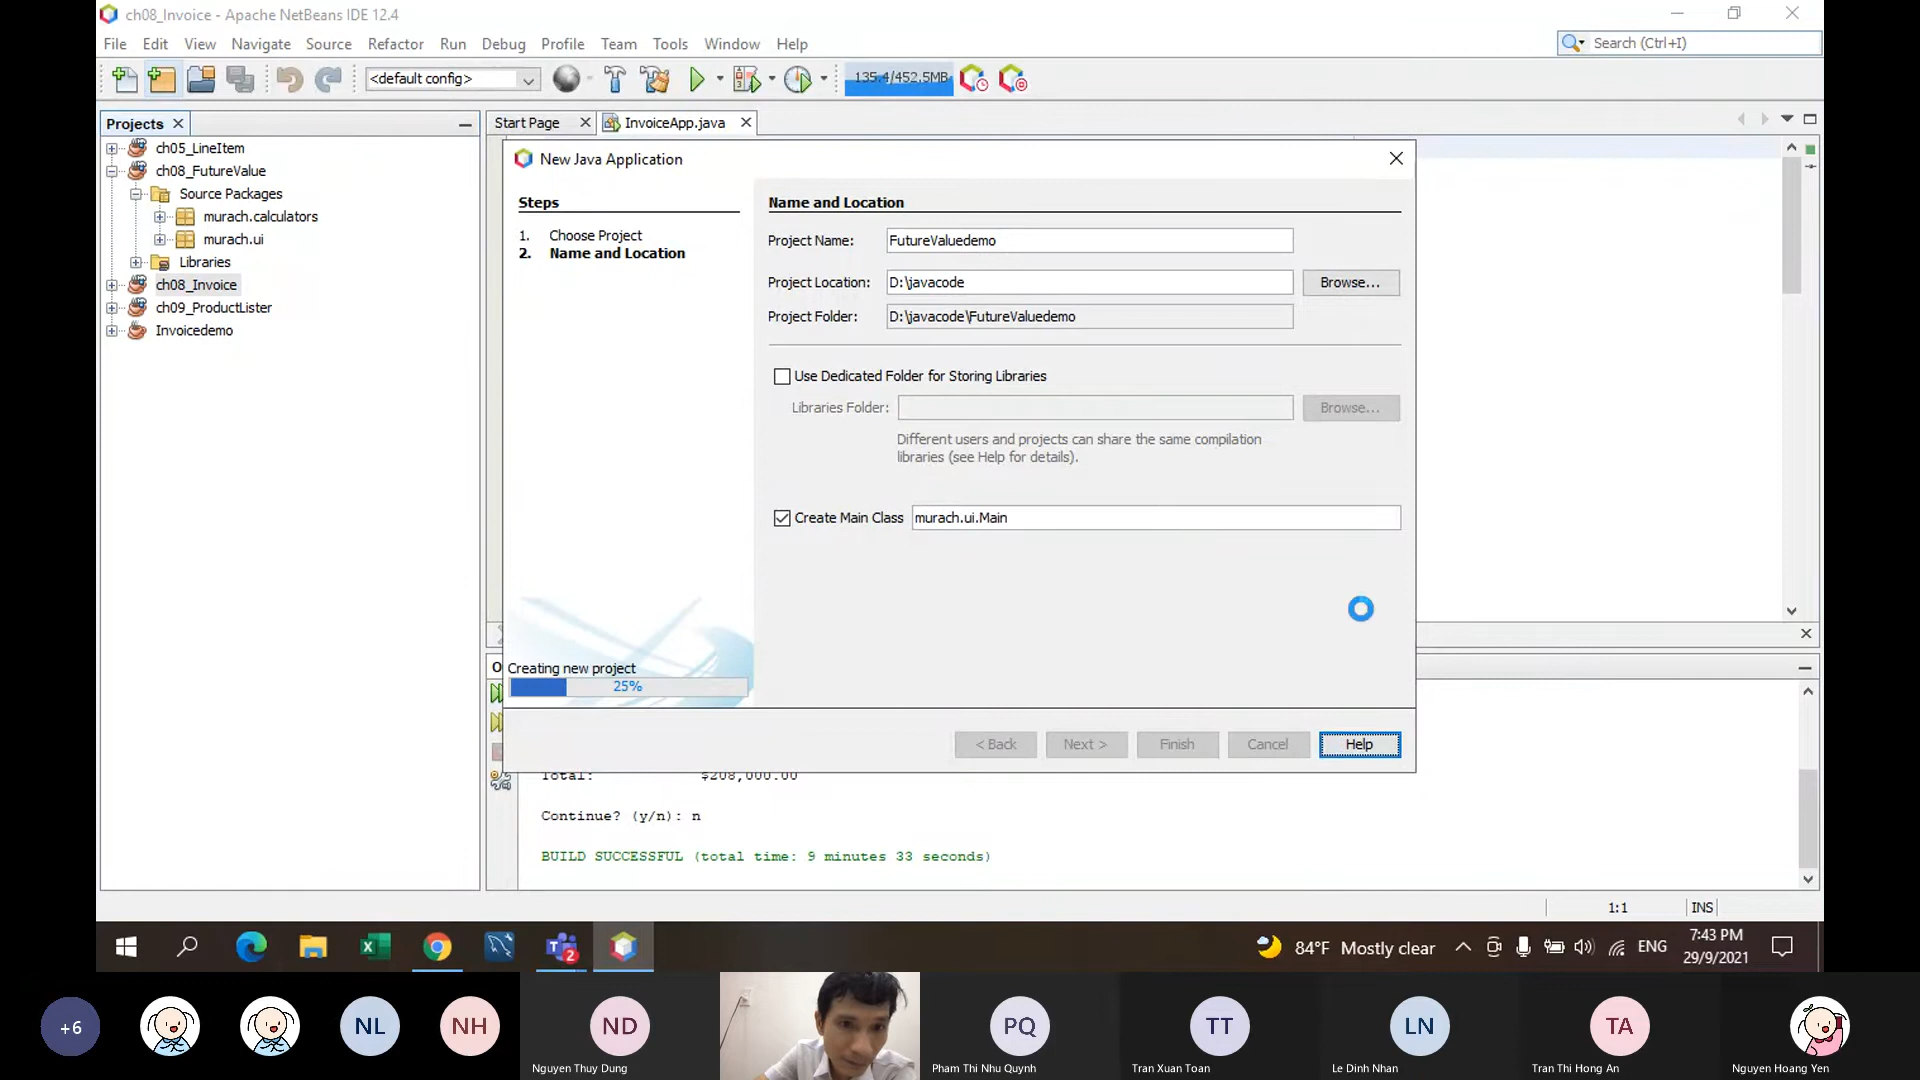 ch08_Invoice - Apache NetBeans IDE 12.4
File Edit View Navigate Source Refactor Run Debug Profile Team Tools Window Help
Search (Ctrl+I)
<default config>
135.4/452.5MB
Projects
Start Page
InvoiceApp.java
ch05_LineItem
ch08_FutureValue
Source Packages
murach.calculators
murach.ui
Libraries
ch08_Invoice
ch09_ProductLister
Invoicedemo
New Java Application
Steps
1. Choose Project
2. Name and Location
Name and Location
Project Name: FutureValuedemo
Project Location: D:\javacode Browse...
Project Folder: D:\javacode\FutureValuedemo
Use Dedicated Folder for Storing Libraries
Libraries Folder: Browse...
Different users and projects can share the same compilation
libraries (see Help for details).
Create Main Class murach.ui.Main
Creating new project
25%
< Back Next > Finish Cancel Help
Total: $208,000.00
Continue? (y/n): n
BUILD SUCCESSFUL (total time: 9 minutes 33 seconds)
1:1 INS
2
84°F Mostly clear
ENG
7:43 PM
29/9/2021
+6
NL
NH
ND
PQ
TT
LN
TA
Nguyen Thuy Dung
Pham Thi Nhu Quynh
Tran Xuan Toan
Le Dinh Nhan
Tran Thi Hong An
Nguyen Hoang Yen